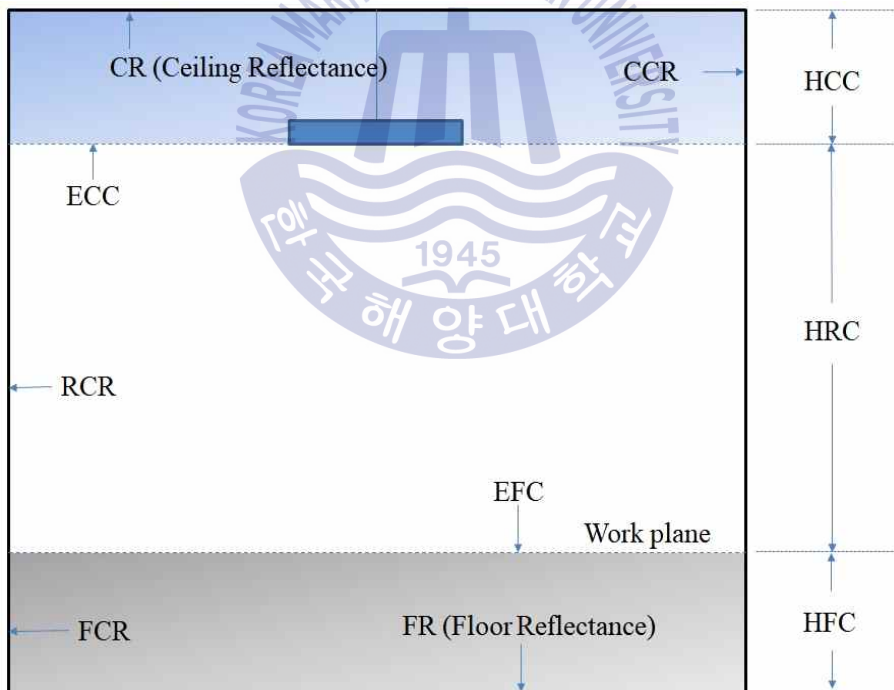 CR (Ceiling Reflectance)
CCR
HCC
ECC
1945
한국해양대학교
HRC
RCR
EFC
Work plane
FCR
FR (Floor Reflectance)
HFC
KOREA MAR
UNIVERSITY